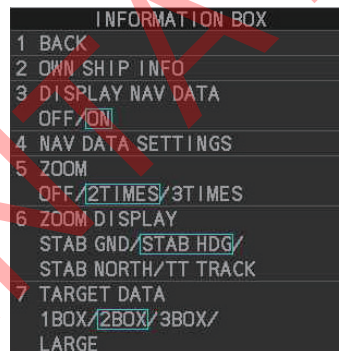 INFORMATION BOX
1 BACK
2 OWN SHIP INFO
3 DISPLAY NAV DATA
OFF/ON
4 NAV DATA SETTINGS
5 ZOOM
OFF/2TIMES/3TIMES
6 ZOOM DISPLAY
STAB GND/STAB HDG/
STAB NORTH/TT TRACK
7 TARGET DATA
1BOX/2BOX/3BOX/
LARGE